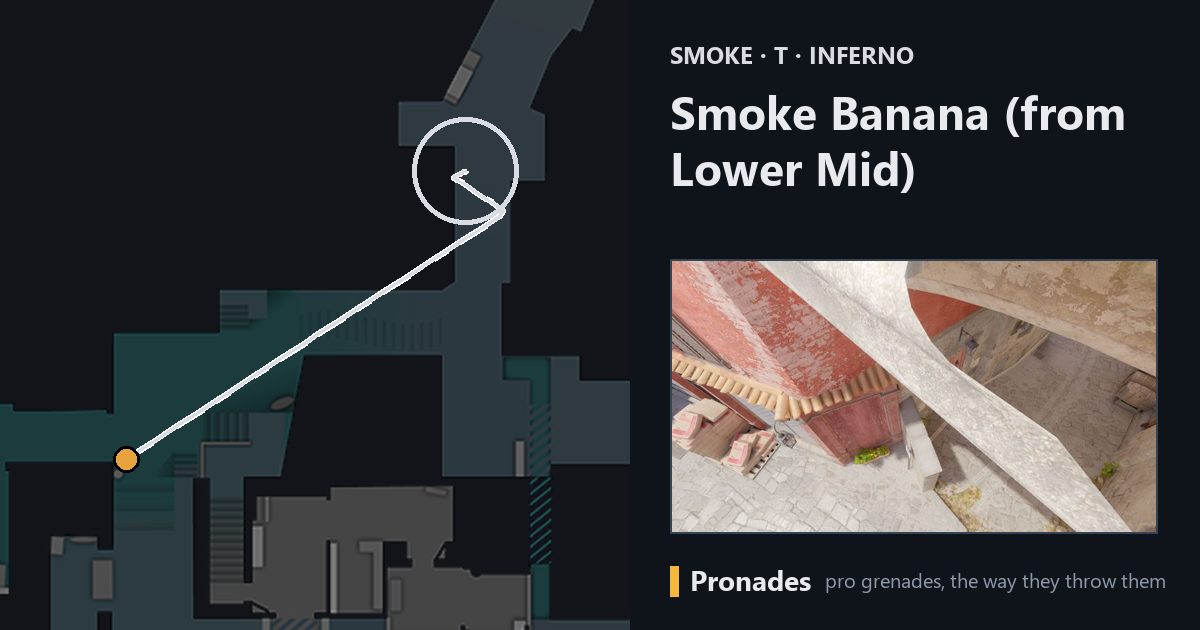 SMOKE · T · INFERNO
Smoke Banana (from
Lower Mid)
Pronades pro grenades, the way they throw them